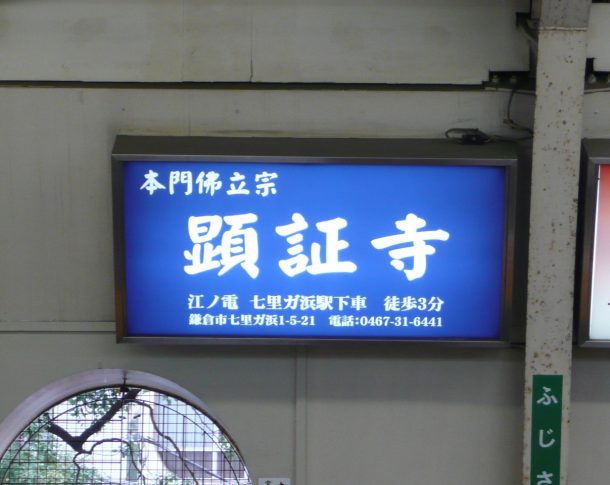 本門佛立宗
顕証寺
江ノ電 七里ガ浜駅下車 徒歩3分
鎌倉市七里ガ浜1-5-21 電話:0467-31-6441
ふじさ